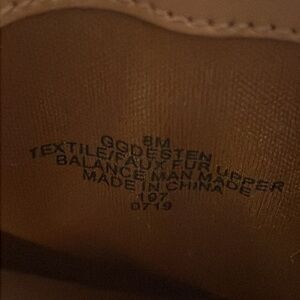 8M
GGDESTEN
TEXTILE/FAUX FUR UPPER
BALANCE MAN MADE
MADE IN CHINA
107
0719